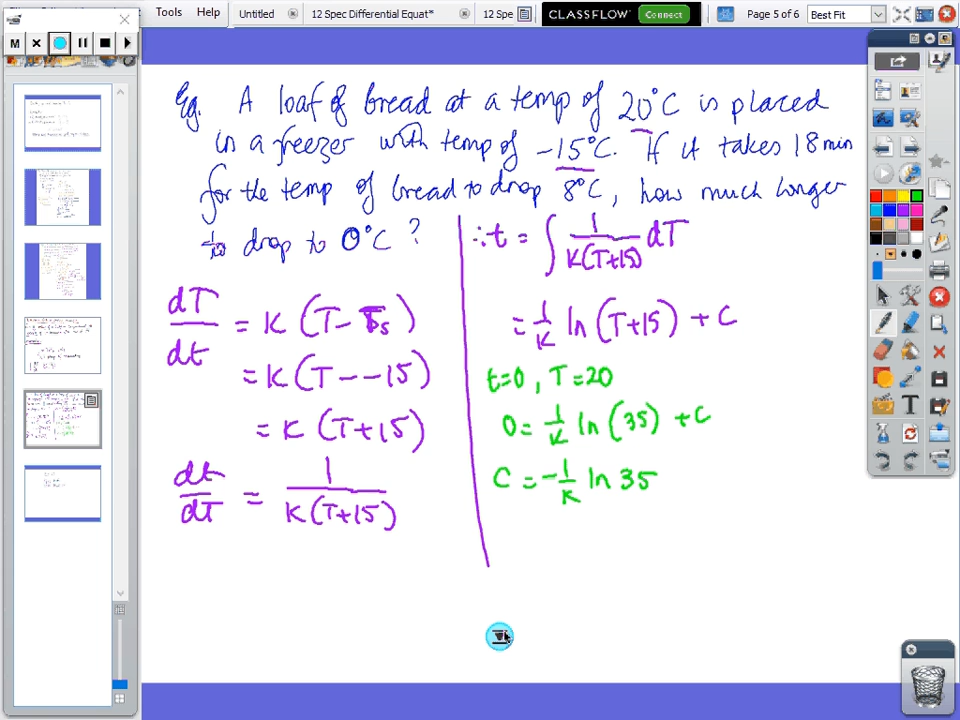 Tools Help Untitled 12 Spec Differential Equat* 12 Spe CLASSFLOW Connect Page 5 of 6 Best Fit
M
Eg. A loaf of bread at a temp of 20°C is placed
in a freezer with temp of -15°C. If it takes 18 min
for the temp of bread to drop 8°C, how much longer
to drop to 0°C ?
dT/dt = K(T - Ts)
= K(T - -15)
= K(T+15)
dt/dT = 1/K(T+15)
∴ t = ∫ 1/K(T+15) dT
= 1/K ln(T+15) + C
t=0, T=20
0 = 1/K ln(35) + C
C = -1/K ln 35